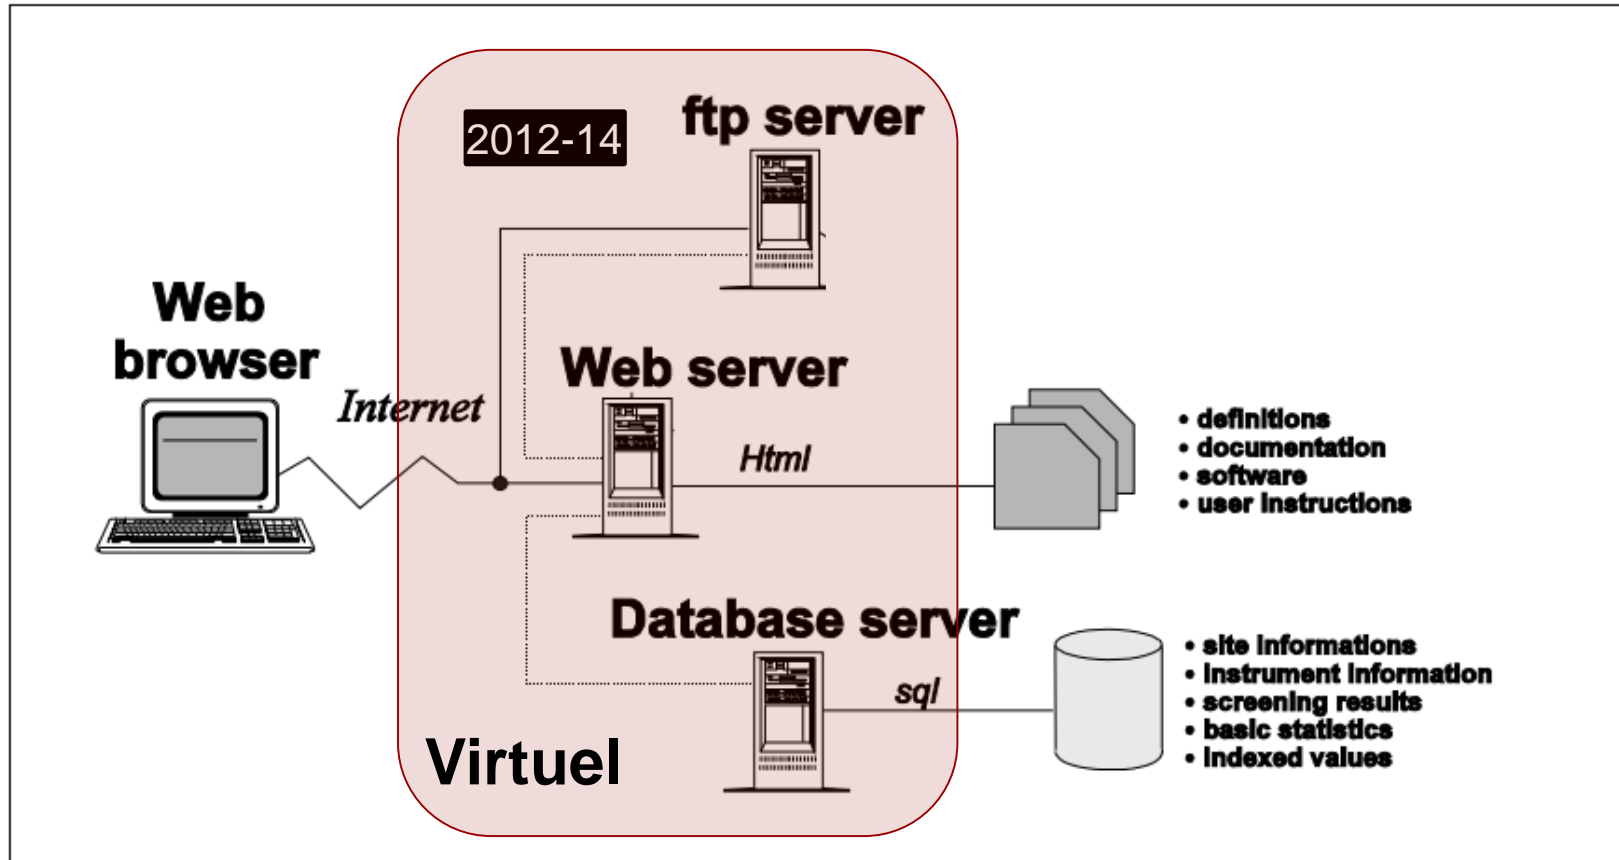 2012-14
ftp server
Web
browser
Internet
Web server
Html
• definitions
• documentation
• software
• user instructions
Database server
sql
• site informations
• instrument information
• screening results
• basic statistics
• indexed values
Virtuel